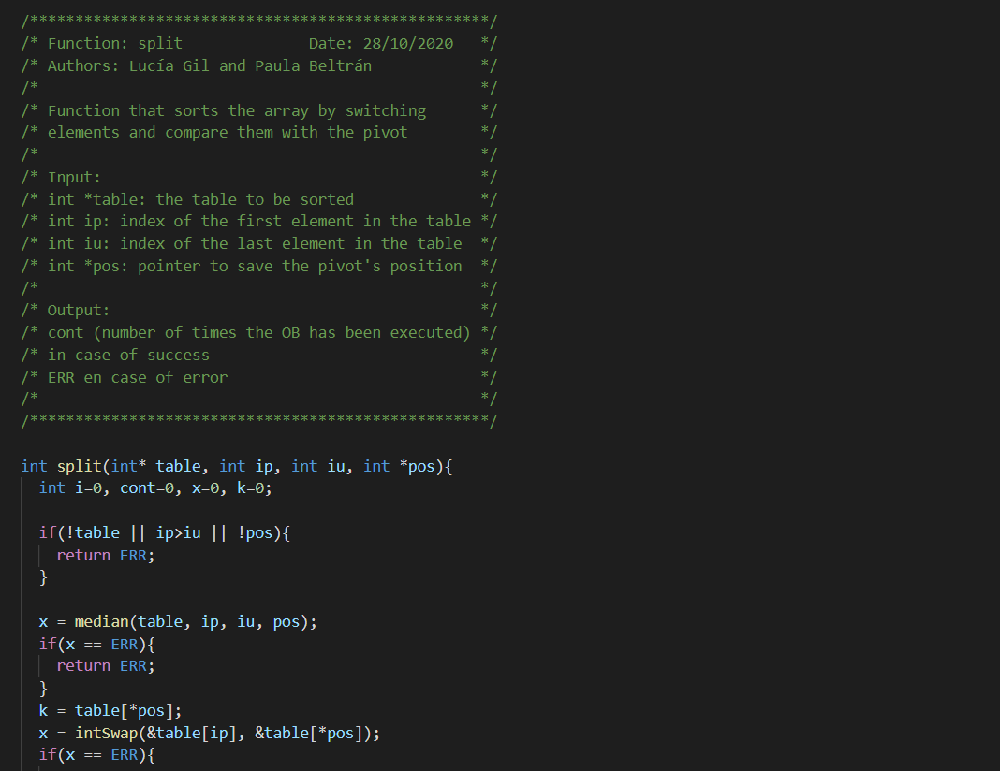 /***************************************************/
/* Function: split              Date: 28/10/2020   */
/* Authors: Lucía Gil and Paula Beltrán            */
/*                                                 */
/* Function that sorts the array by switching      */
/* elements and compare them with the pivot        */
/*                                                 */
/* Input:                                          */
/* int *table: the table to be sorted              */
/* int ip: index of the first element in the table */
/* int iu: index of the last element in the table  */
/* int *pos: pointer to save the pivot's position  */
/*                                                 */
/* Output:                                         */
/* cont (number of times the OB has been executed) */
/* in case of success                              */
/* ERR en case of error                            */
/*                                                 */
/***************************************************/
int split(int* table, int ip, int iu, int *pos){
  int i=0, cont=0, x=0, k=0;
  if(!table || ip>iu || !pos){
    return ERR;
  }
  x = median(table, ip, iu, pos);
  if(x == ERR){
    return ERR;
  }
  k = table[*pos];
  x = intSwap(&table[ip], &table[*pos]);
  if(x == ERR){